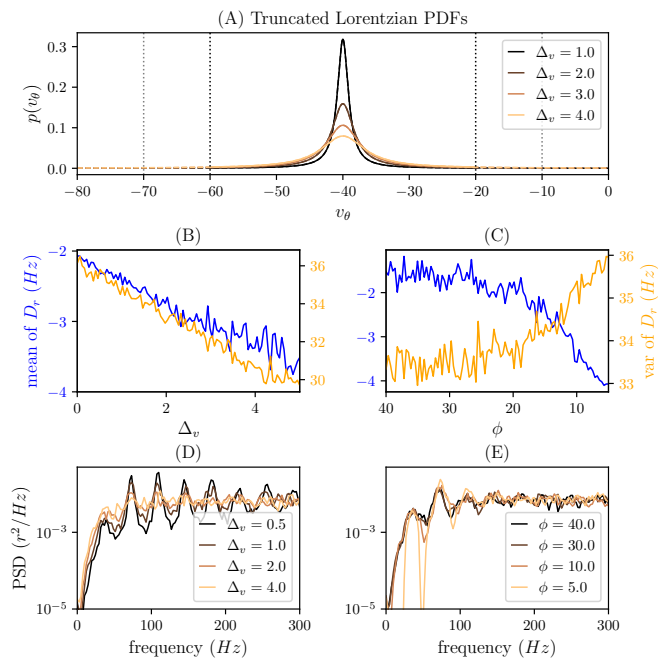 (A) Truncated Lorentzian PDFs
p(v_θ)
0.3
0.2
0.1
0.0
Δ_v = 1.0
Δ_v = 2.0
Δ_v = 3.0
Δ_v = 4.0
−80 −70 −60 −50 −40 −30 −20 −10 0
v_θ
(B)
mean of D_r (Hz)
−2
−3
−4
36
34
32
30
0 2 4
Δ_v
(C)
−2
−3
−4
36
35
34
33
var of D_r (Hz)
40 30 20 10
φ
(D)
PSD (r²/Hz)
10⁻³
10⁻⁵
Δ_v = 0.5
Δ_v = 1.0
Δ_v = 2.0
Δ_v = 4.0
0 100 200 300
frequency (Hz)
(E)
10⁻³
10⁻⁵
φ = 40.0
φ = 30.0
φ = 10.0
φ = 5.0
0 100 200 300
frequency (Hz)